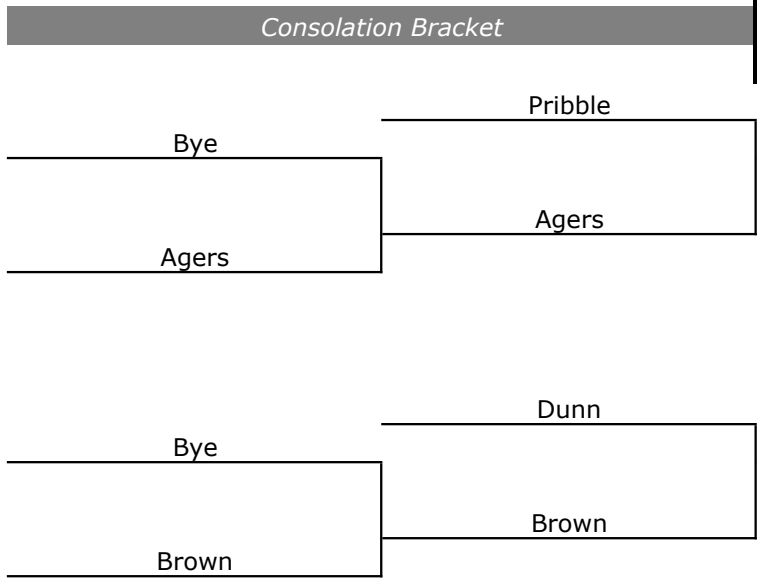 Consolation Bracket
Pribble
Bye
Agers
Agers
Dunn
Bye
Brown
Brown